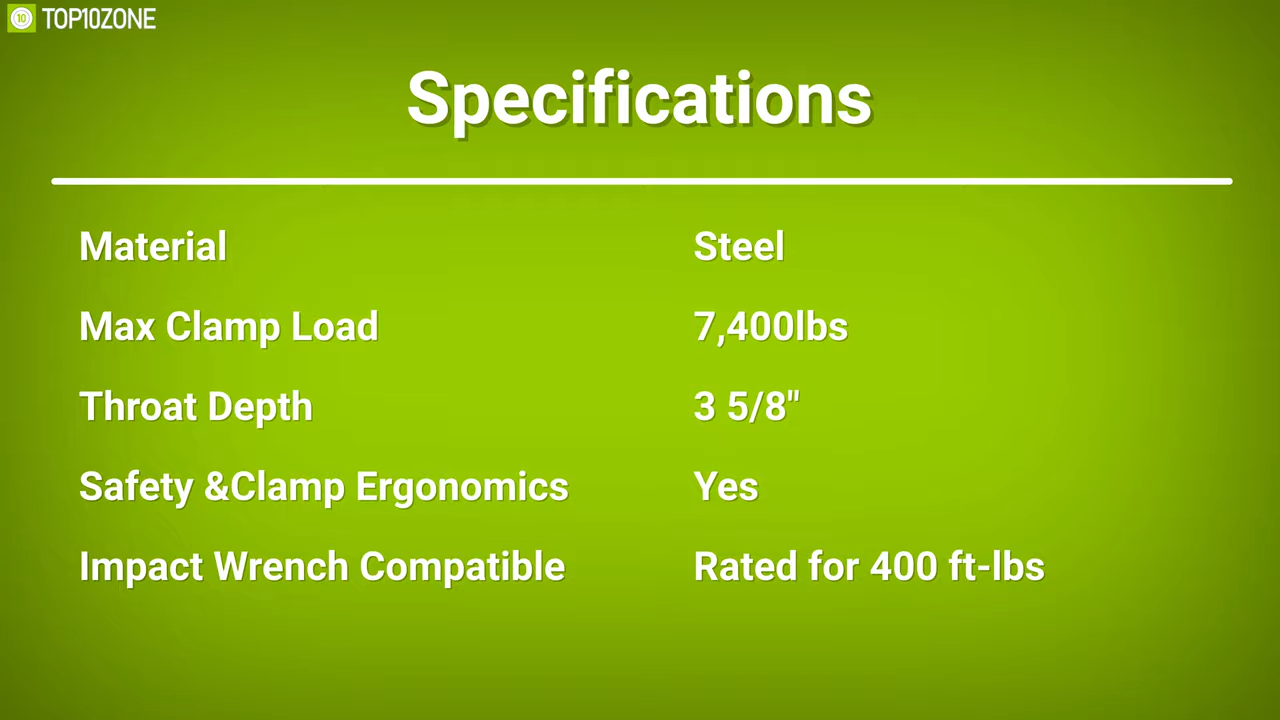 10 TOP10ZONE
Specifications
Material Steel
Max Clamp Load 7,400lbs
Throat Depth 3 5/8"
Safety &Clamp Ergonomics Yes
Impact Wrench Compatible Rated for 400 ft-lbs